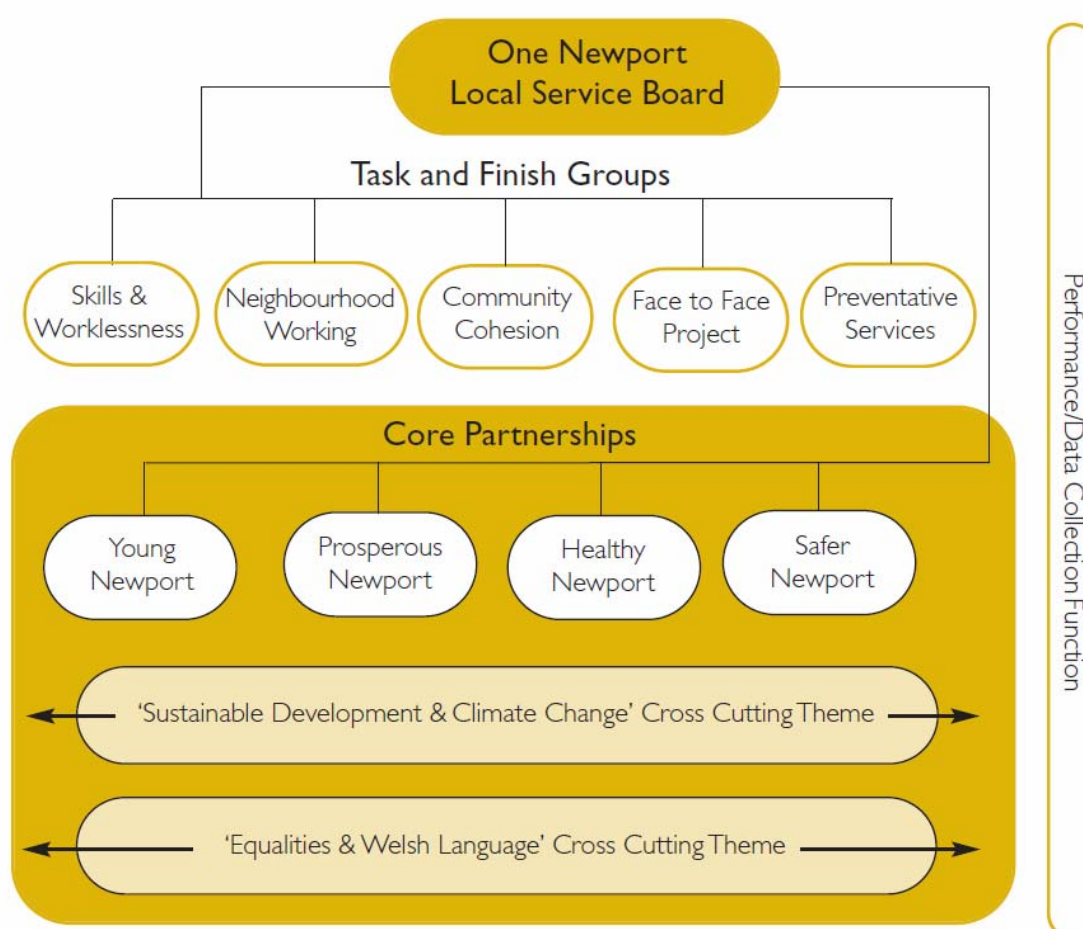 One Newport
Local Service Board
Task and Finish Groups
Skills &
Worklessness
Neighbourhood
Working
Community
Cohesion
Face to Face
Project
Preventative
Services
Core Partnerships
Young
Newport
Prosperous
Newport
Healthy
Newport
Safer
Newport
‘Sustainable Development & Climate Change’ Cross Cutting Theme
‘Equalities & Welsh Language’ Cross Cutting Theme
Performance/Data Collection Function